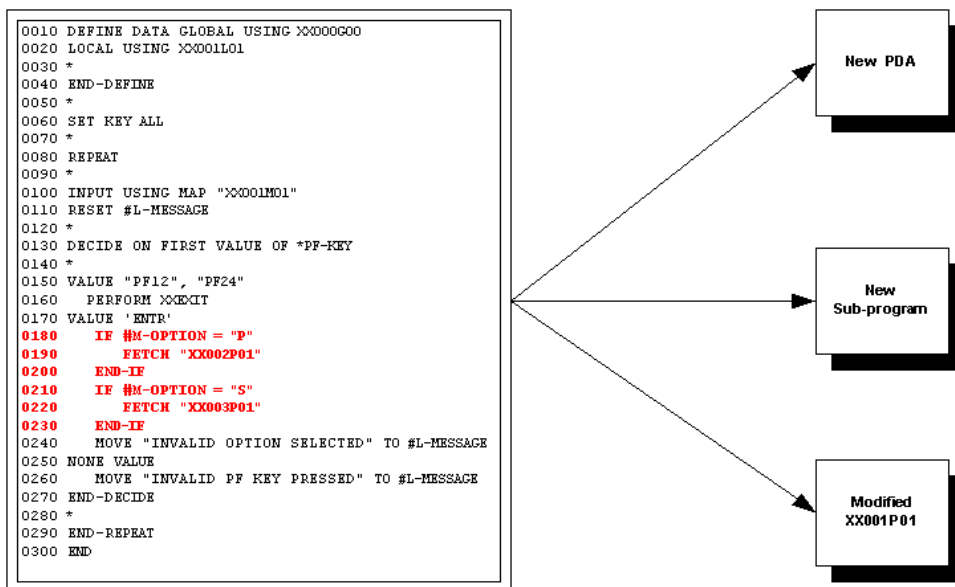 0010 DEFINE DATA GLOBAL USING XX000G00
0020 LOCAL USING XX001L01
0030 *
0040 END-DEFINE
0050 *
0060 SET KEY ALL
0070 *
0080 REPEAT
0090 *
0100 INPUT USING MAP "XX001M01"
0110 RESET #L-MESSAGE
0120 *
0130 DECIDE ON FIRST VALUE OF *PF-KEY
0140 *
0150 VALUE "PF12", "PF24"
0160 PERFORM XXEXIT
0170 VALUE 'ENTR'
0180 IF #M-OPTION = "P"
0190 FETCH "XX002P01"
0200 END-IF
0210 IF #M-OPTION = "S"
0220 FETCH "XX003P01"
0230 END-IF
0240 MOVE "INVALID OPTION SELECTED" TO #L-MESSAGE
0250 NONE VALUE
0260 MOVE "INVALID PF KEY PRESSED" TO #L-MESSAGE
0270 END-DECIDE
0280 *
0290 END-REPEAT
0300 END
New PDA
New
Sub-program
Modified
XX001P01